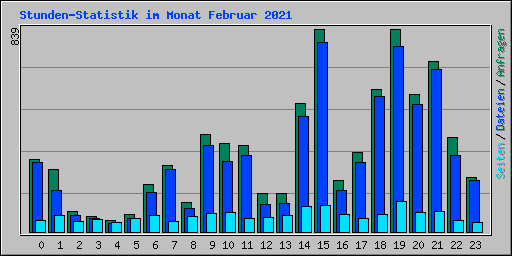 Stunden-Statistik im Monat Februar 2021
839
Seiten / Dateien / Anfragen
0 1 2 3 4 5 6 7 8 9 10 11 12 13 14 15 16 17 18 19 20 21 22 23